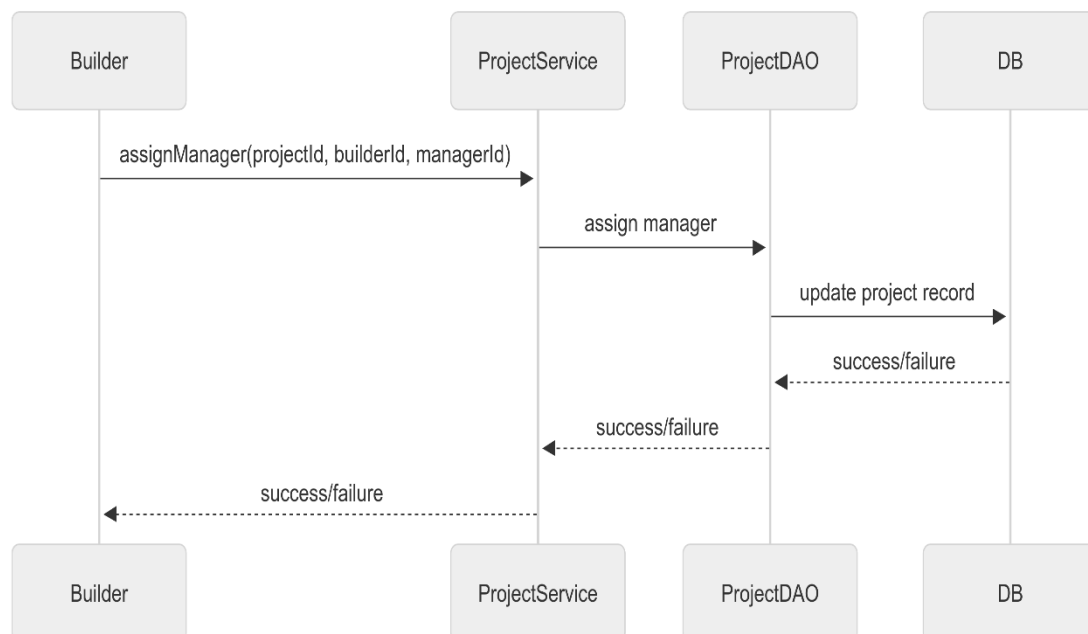 Builder
ProjectService
ProjectDAO
DB
assignManager(projectId, builderId, managerId)
assign manager
update project record
success/failure
success/failure
success/failure
Builder
ProjectService
ProjectDAO
DB